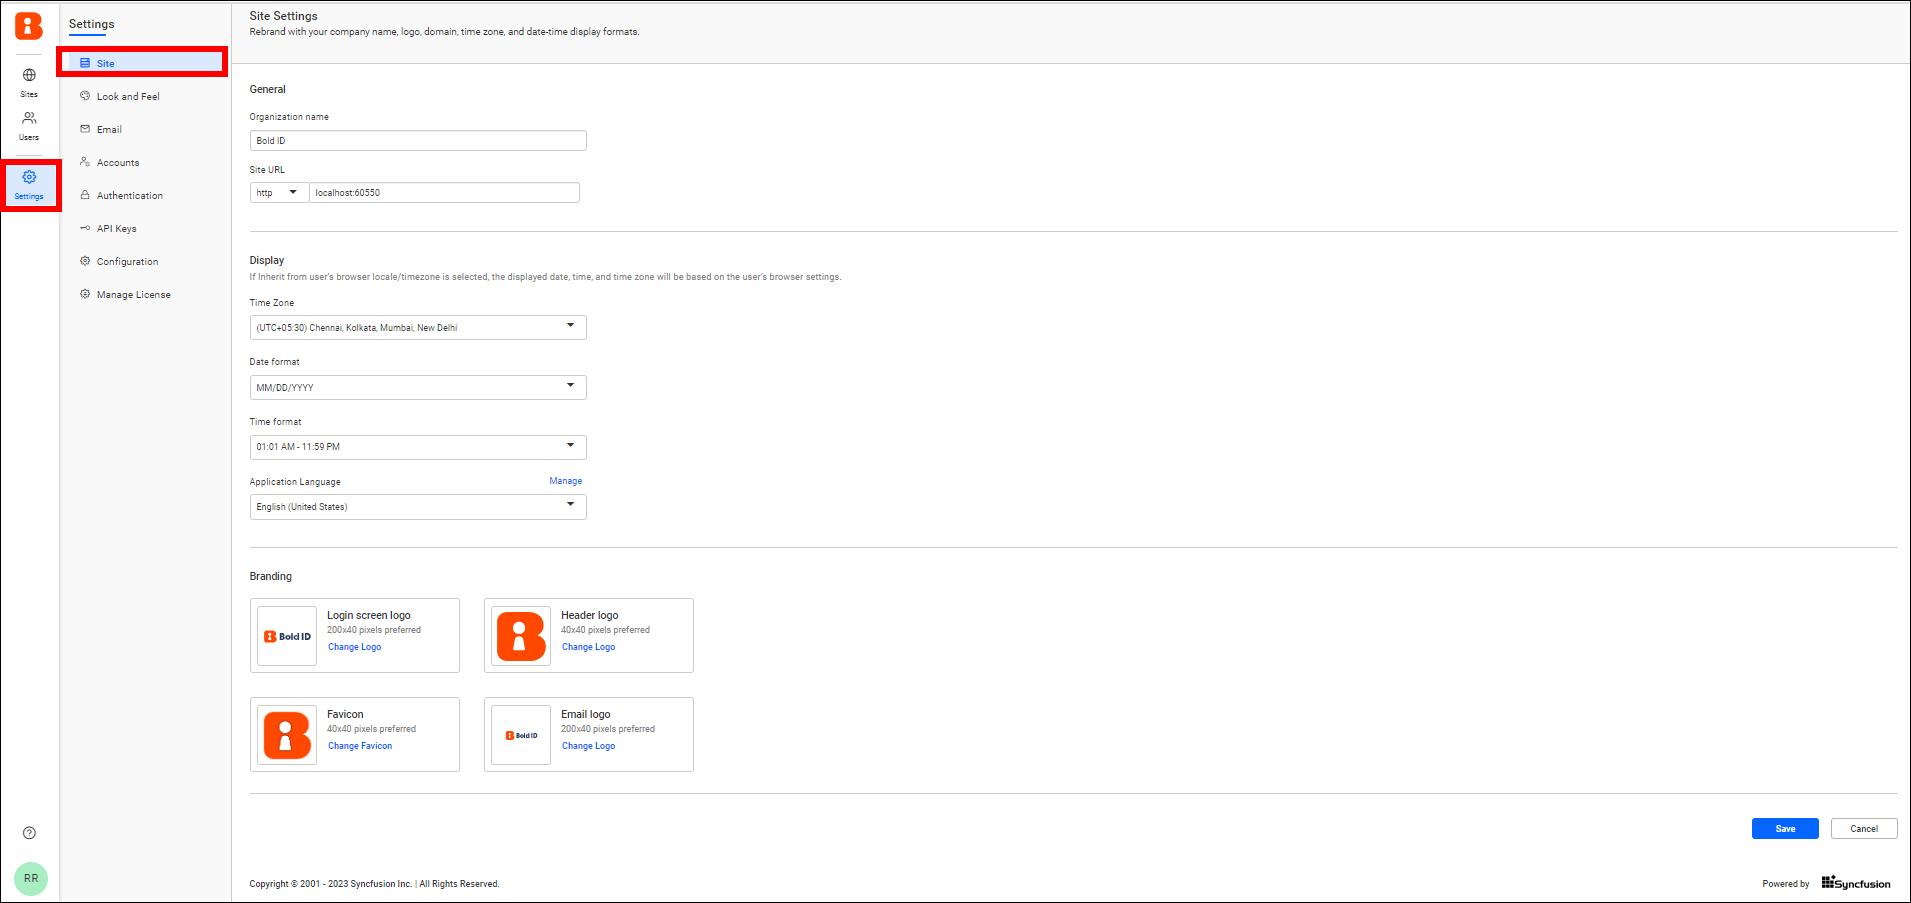 Sites
Users
Settings
RR
Settings
Site
Look and Feel
Email
Accounts
Authentication
API Keys
Configuration
Manage License
Site Settings
Rebrand with your company name, logo, domain, time zone, and date-time display formats.
General
Organization name
Bold ID
Site URL
http localhost:60550
Display
If Inherit from user's browser locale/timezone is selected, the displayed date, time, and time zone will be based on the user's browser settings.
Time Zone
(UTC+05:30) Chennai, Kolkata, Mumbai, New Delhi
Date format
MM/DD/YYYY
Time format
01:01 AM - 11:59 PM
Application Language Manage
English (United States)
Branding
Bold ID
Login screen logo
200x40 pixels preferred
Change Logo
Header logo
40x40 pixels preferred
Change Logo
Favicon
40x40 pixels preferred
Change Favicon
Bold ID
Email logo
200x40 pixels preferred
Change Logo
Save Cancel
Copyright © 2001 - 2023 Syncfusion Inc. | All Rights Reserved.
Powered by Syncfusion